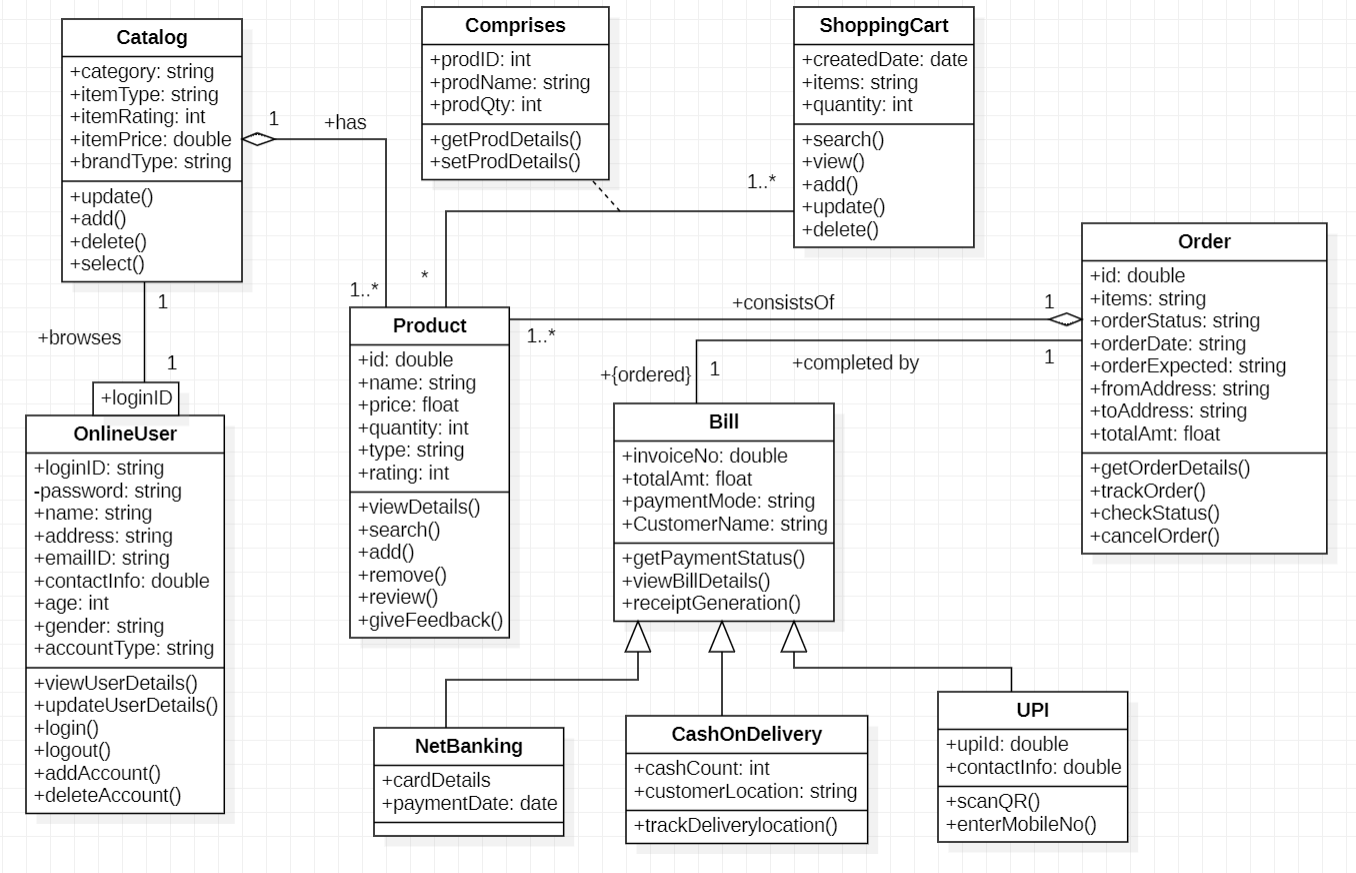 Catalog
+category: string
+itemType: string
+itemRating: int
+itemPrice: double
+brandType: string
+update()
+add()
+delete()
+select()
Comprises
+prodID: int
+prodName: string
+prodQty: int
+getProdDetails()
+setProdDetails()
ShoppingCart
+createdDate: date
+items: string
+quantity: int
+search()
+view()
+add()
+update()
+delete()
1
+has
1..*
1..*
*
Order
+id: double
+items: string
+orderStatus: string
+orderDate: string
+orderExpected: string
+fromAddress: string
+toAddress: string
+totalAmt: float
+getOrderDetails()
+trackOrder()
+checkStatus()
+cancelOrder()
1
+browses
1
+loginID
OnlineUser
+loginID: string
-password: string
+name: string
+address: string
+emailID: string
+contactInfo: double
+age: int
+gender: string
+accountType: string
+viewUserDetails()
+updateUserDetails()
+login()
+logout()
+addAccount()
+deleteAccount()
Product
+id: double
+name: string
+price: float
+quantity: int
+type: string
+rating: int
+viewDetails()
+search()
+add()
+remove()
+review()
+giveFeedback()
+consistsOf
1
1..*
+{ordered}
1
+completed by
1
Bill
+invoiceNo: double
+totalAmt: float
+paymentMode: string
+CustomerName: string
+getPaymentStatus()
+viewBillDetails()
+receiptGeneration()
NetBanking
+cardDetails
+paymentDate: date
CashOnDelivery
+cashCount: int
+customerLocation: string
+trackDeliverylocation()
UPI
+upiId: double
+contactInfo: double
+scanQR()
+enterMobileNo()